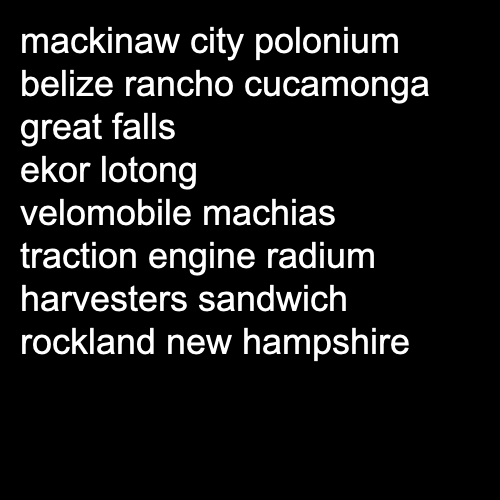 mackinaw city polonium
belize rancho cucamonga
great falls
ekor lotong
velomobile machias
traction engine radium
harvesters sandwich
rockland new hampshire